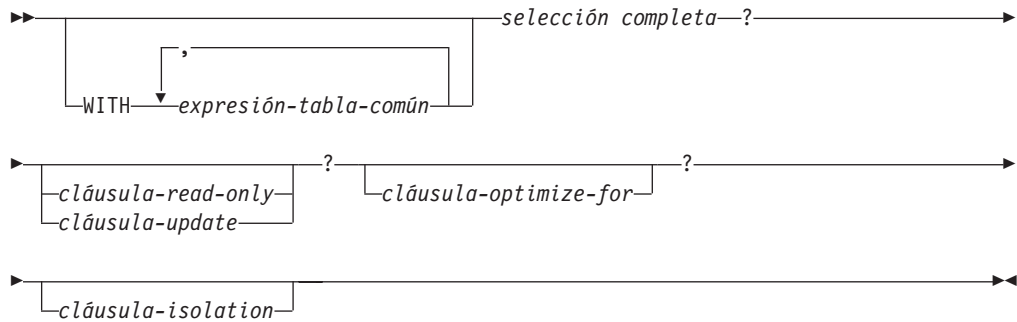 selección completa ?
,
WITH expresión-tabla-común
? ?
cláusula-read-only cláusula-optimize-for
cláusula-update
cláusula-isolation